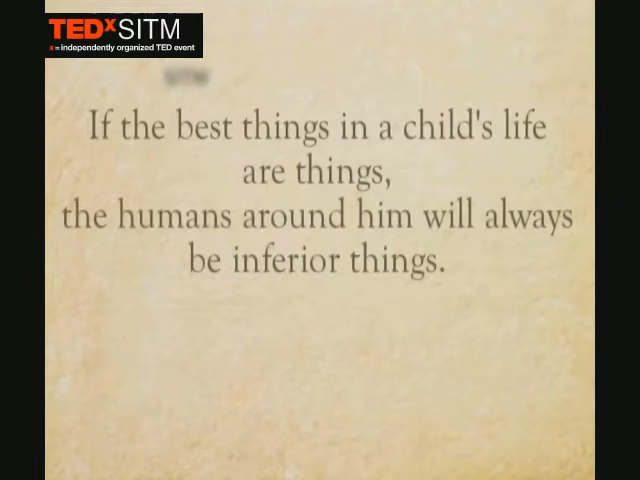 TEDxSITM
x = independently organized TED event
If the best things in a child's life
are things,
the humans around him will always
be inferior things.